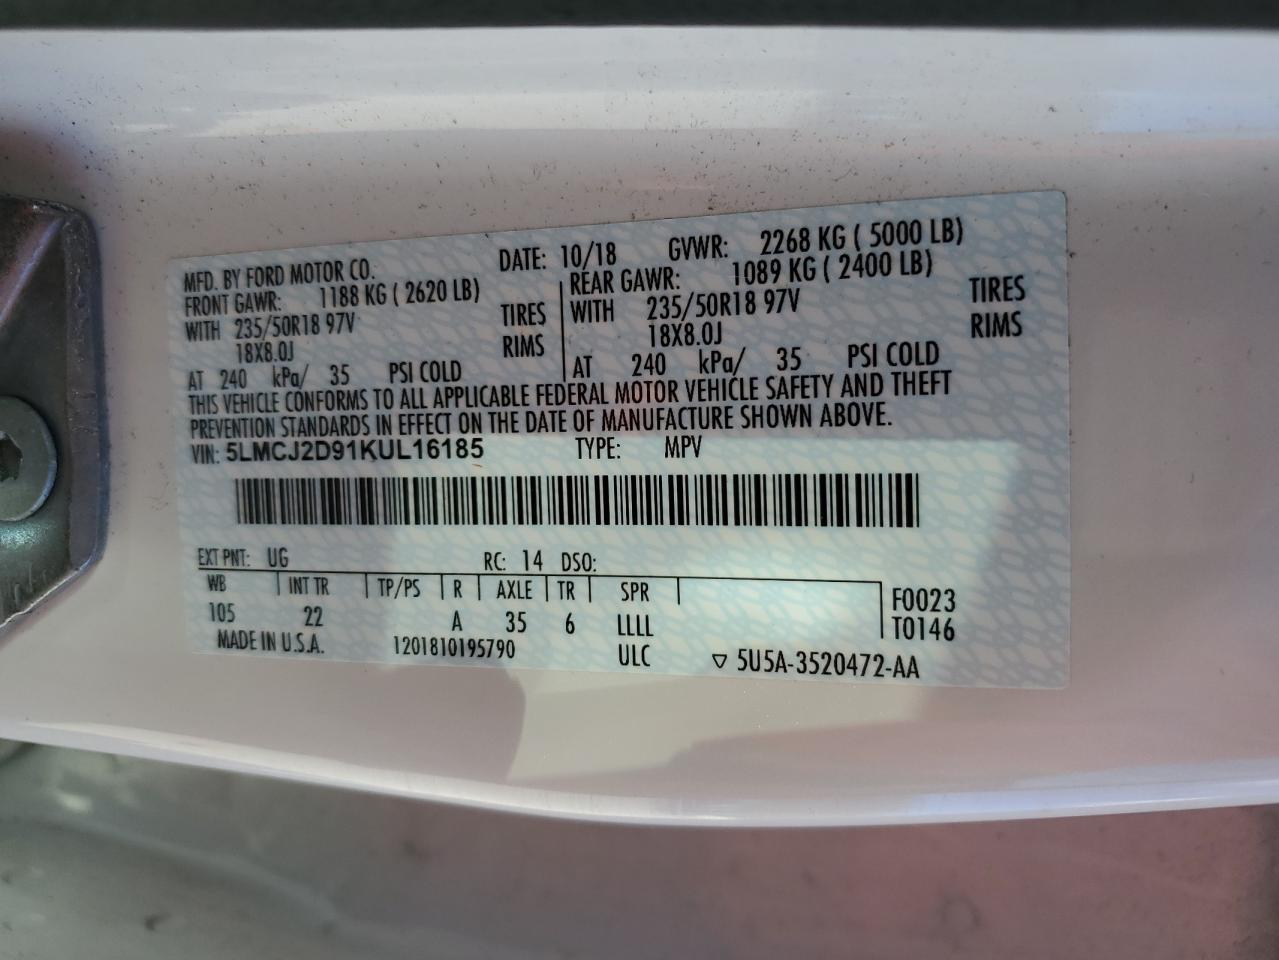 MFD. BY FORD MOTOR CO. DATE: 10/18 GVWR: 2268 KG ( 5000 LB)
FRONT GAWR: 1188 KG ( 2620 LB) REAR GAWR: 1089 KG ( 2400 LB)
WITH 235/50R18 97V TIRES WITH 235/50R18 97V TIRES
18X8.0J RIMS 18X8.0J RIMS
AT 240 kPa/ 35 PSI COLD AT 240 kPa/ 35 PSI COLD
THIS VEHICLE CONFORMS TO ALL APPLICABLE FEDERAL MOTOR VEHICLE SAFETY AND THEFT
PREVENTION STANDARDS IN EFFECT ON THE DATE OF MANUFACTURE SHOWN ABOVE.
VIN: 5LMCJ2D91KUL16185 TYPE: MPV
EXT PNT: UG RC: 14 DSO:
WB INT TR TP/PS R AXLE TR SPR F0023
105 22 A 35 6 LLLL T0146
MADE IN U.S.A. 1201810195790 ULC ▽ 5U5A-3520472-AA